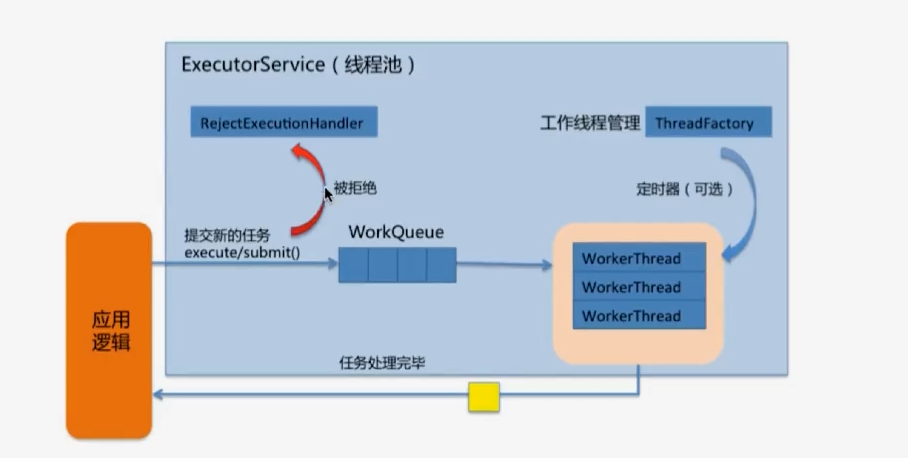 ExecutorService（线程池）
RejectExecutionHandler
工作线程管理
ThreadFactory
被拒绝
定时器（可选）
提交新的任务
execute/submit()
WorkQueue
WorkerThread
WorkerThread
WorkerThread
应用
逻辑
任务处理完毕